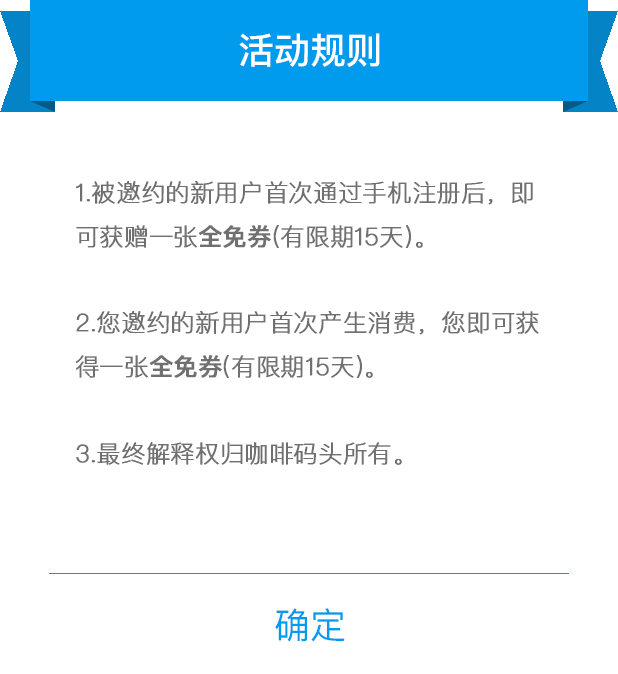 活动规则
1.被邀约的新用户首次通过手机注册后，即
可获赠一张全免券(有限期15天)。
2.您邀约的新用户首次产生消费，您即可获
得一张全免券(有限期15天)。
3.最终解释权归咖啡码头所有。
确定